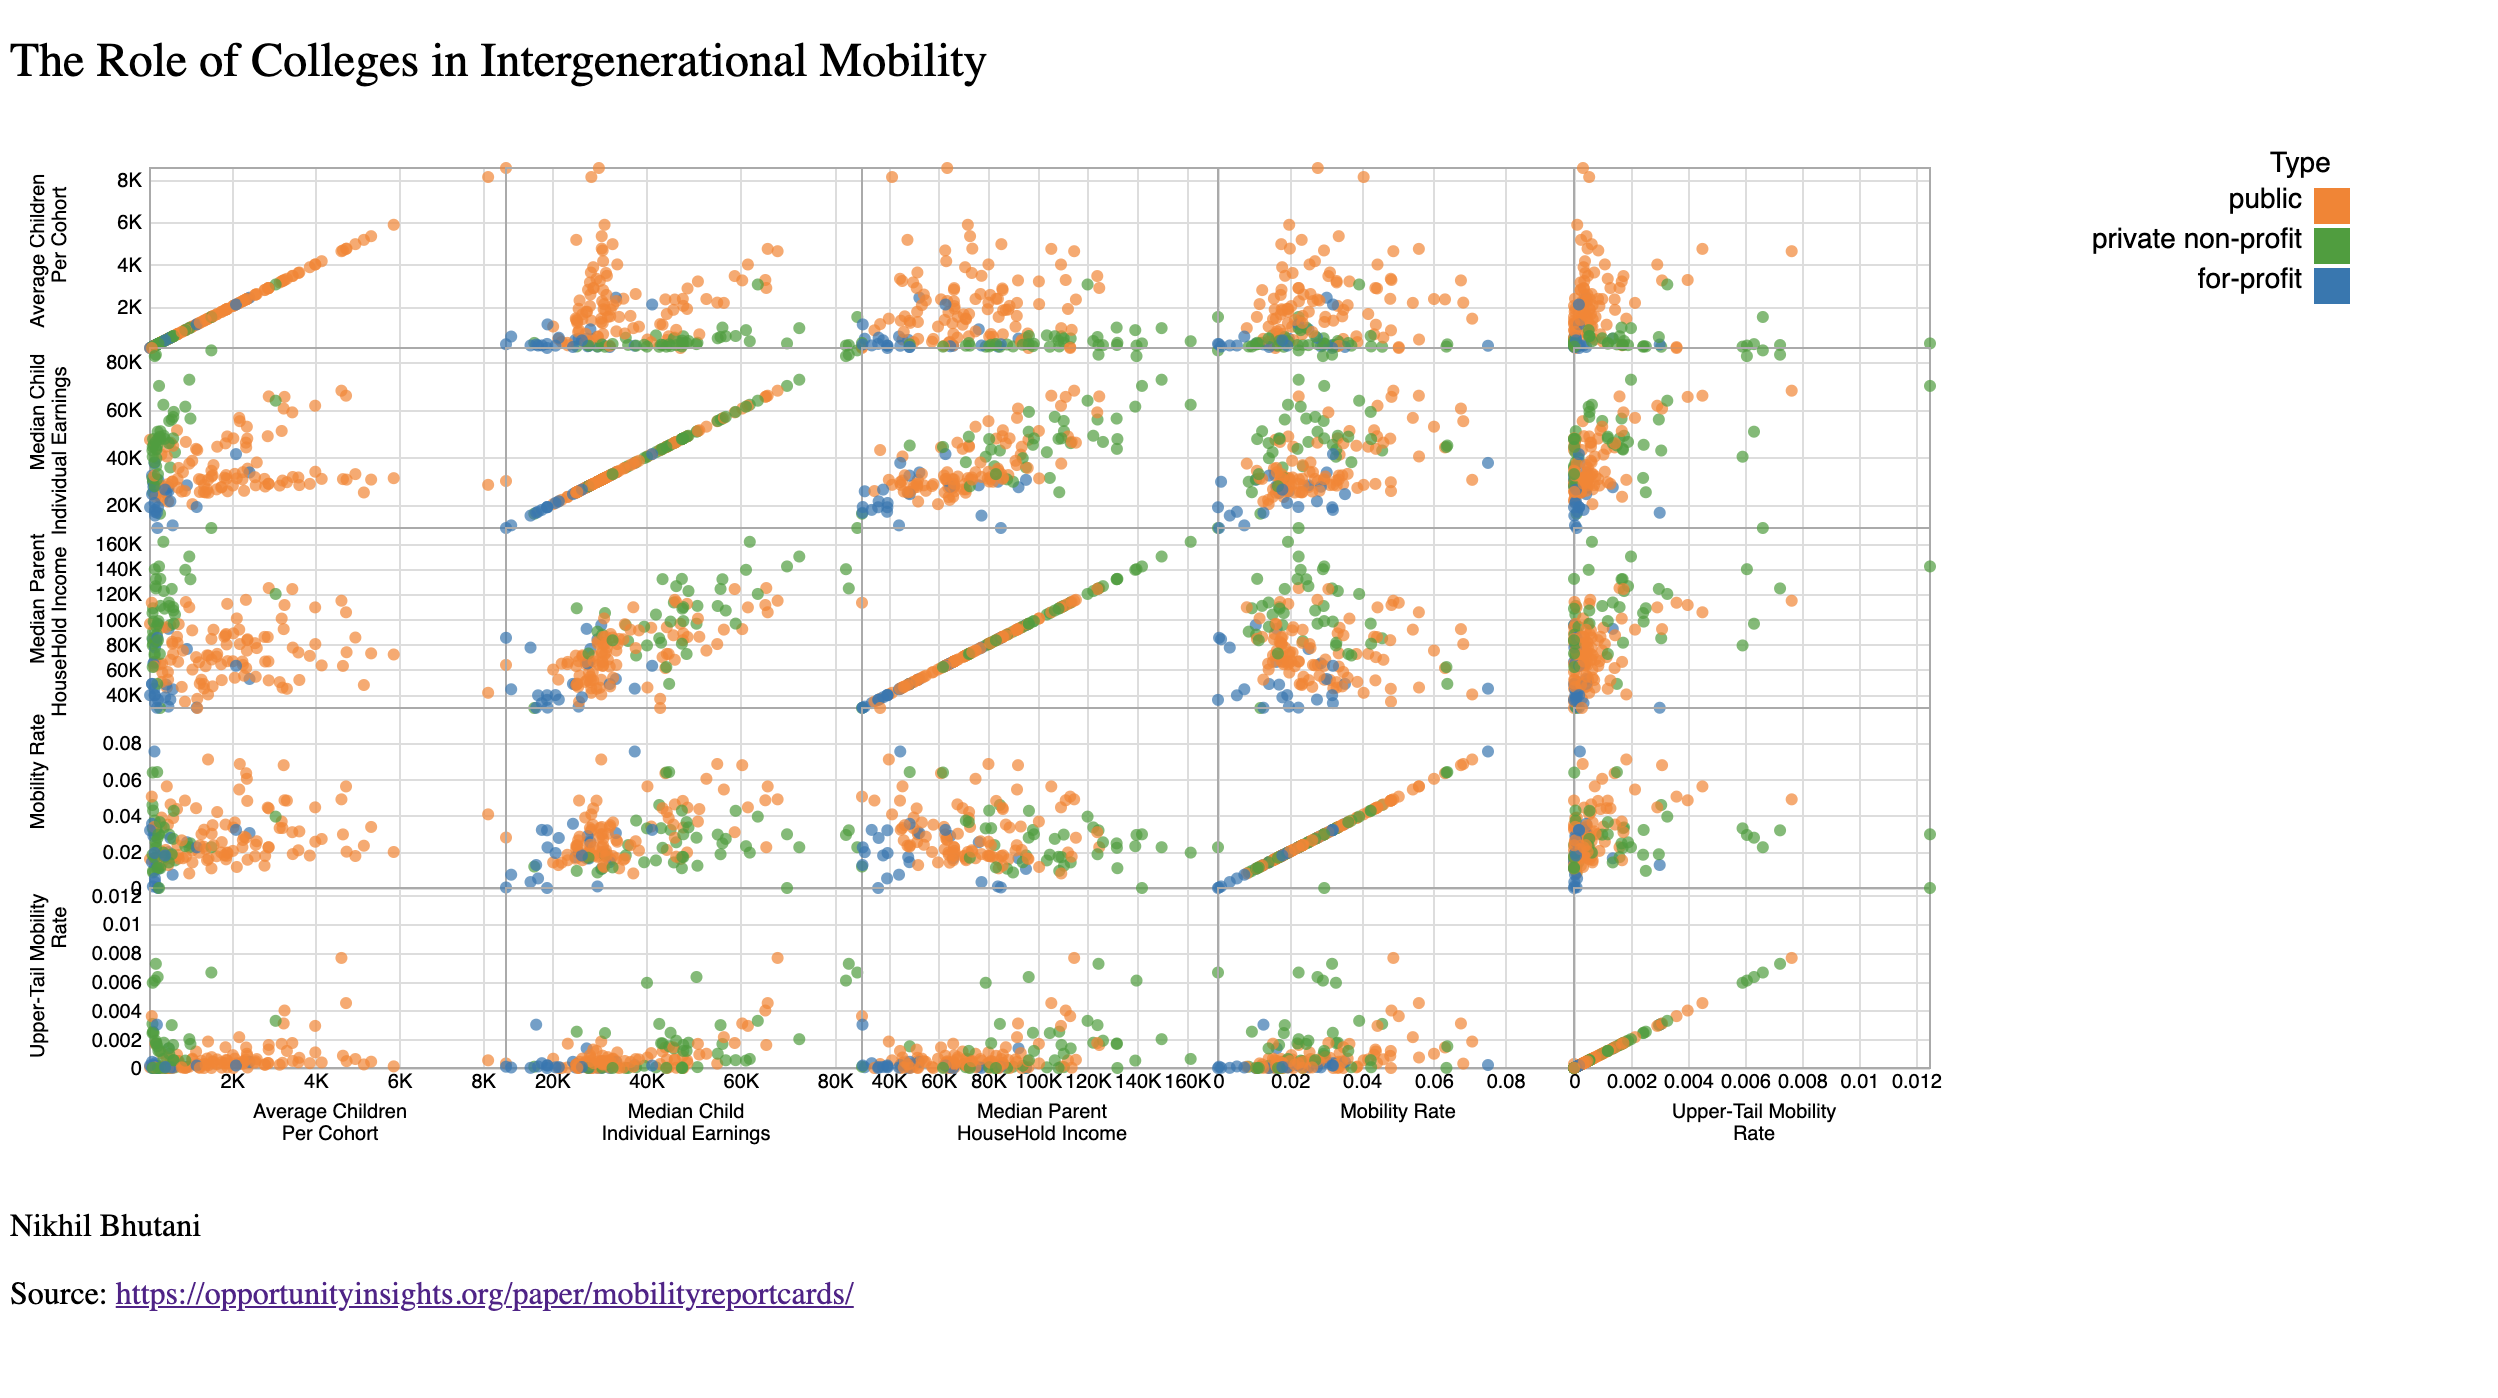 The Role of Colleges in Intergenerational Mobility
Type
public
private non-profit
for-profit
Average Children
Per Cohort
8K
6K
4K
2K
Median Child
Individual Earnings
80K
60K
40K
20K
Median Parent
HouseHold Income
160K
140K
120K
100K
80K
60K
40K
Mobility Rate
0.08
0.06
0.04
0.02
0
Upper-Tail Mobility
Rate
0.012
0.01
0.008
0.006
0.004
0.002
0
2K 4K 6K 8K 20K 40K 60K 80K 40K 60K 80K 100K 120K 140K 160K 0 0.02 0.04 0.06 0.08 0 0.002 0.004 0.006 0.008 0.01 0.012
Average Children Median Child Median Parent Mobility Rate Upper-Tail Mobility
Per Cohort Individual Earnings HouseHold Income Rate
Nikhil Bhutani
Source: https://opportunityinsights.org/paper/mobilityreportcards/